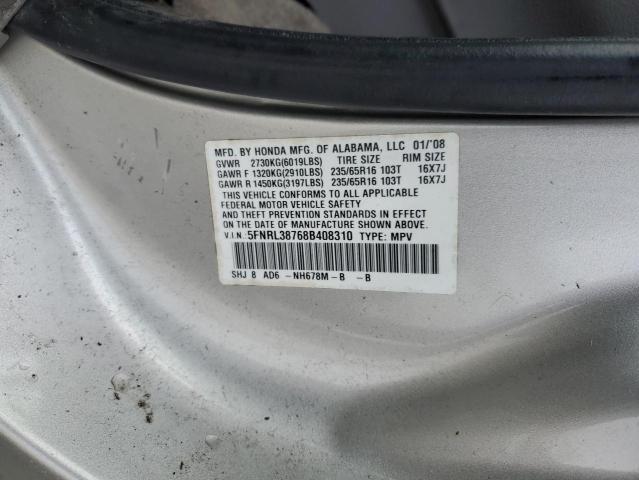 MFD. BY HONDA MFG. OF ALABAMA, LLC 01/'08
GVWR 2730KG(6019LBS) TIRE SIZE RIM SIZE
GAWR F 1320KG(2910LBS) 235/65R16 103T 16X7J
GAWR R 1450KG(3197LBS) 235/65R16 103T 16X7J
THIS VEHICLE CONFORMS TO ALL APPLICABLE
FEDERAL MOTOR VEHICLE SAFETY
AND THEFT PREVENTION STANDARDS IN EFFECT
ON THE DATE OF MANUFACTURE SHOWN ABOVE.
V.I.N. 5FNRL38768B408310 TYPE: MPV
SHJ 8 AD6 -NH678M-B -B